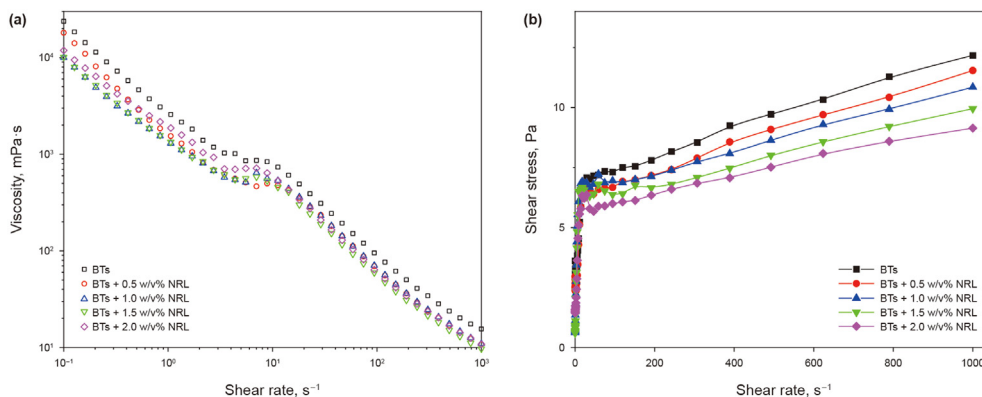 (a)
10⁴
10³
10²
10¹
Viscosity, mPa·s
BTs
BTs + 0.5 w/v% NRL
BTs + 1.0 w/v% NRL
BTs + 1.5 w/v% NRL
BTs + 2.0 w/v% NRL
10⁻¹ 10⁰ 10¹ 10² 10³
Shear rate, s⁻¹
(b)
10
5
0
Shear stress, Pa
BTs
BTs + 0.5 w/v% NRL
BTs + 1.0 w/v% NRL
BTs + 1.5 w/v% NRL
BTs + 2.0 w/v% NRL
0 200 400 600 800 1000
Shear rate, s⁻¹